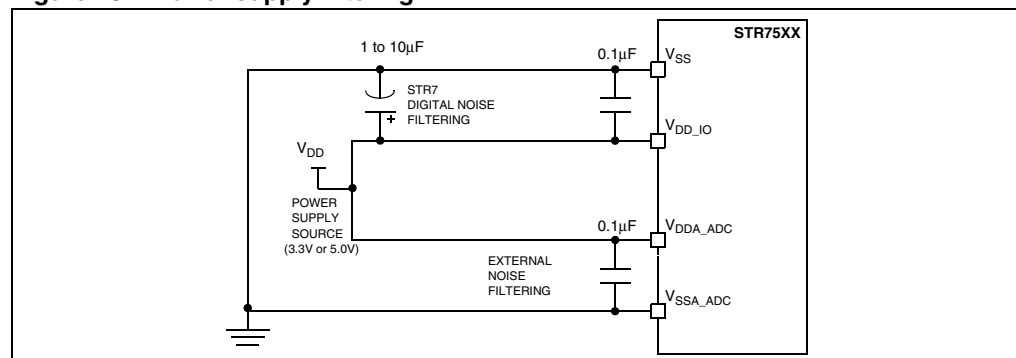 STR75XX
1 to 10µF
0.1µF
VSS
STR7
DIGITAL NOISE
FILTERING
+
VDD_IO
VDD
POWER
SUPPLY
SOURCE
(3.3V or 5.0V)
0.1µF
VDDA_ADC
EXTERNAL
NOISE
FILTERING
VSSA_ADC